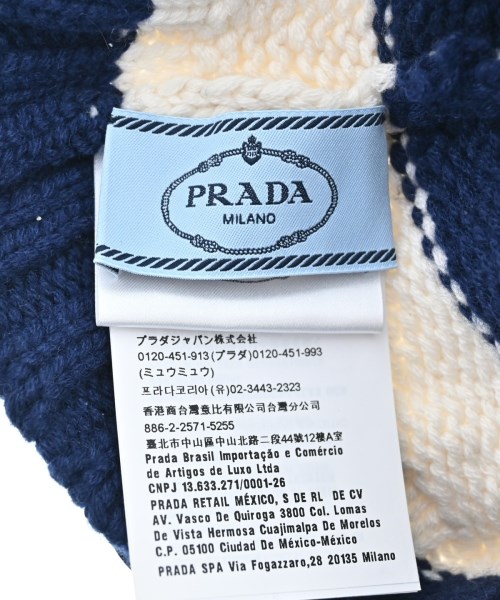 PRADA
MILANO
プラダジャパン株式会社
0120-451-913(プラダ)0120-451-993
(ミュウミュウ)
프라다코리아 (유)02-3443-2323
香港商台灣童比有限公司台灣分公司
886-2-2571-5255
臺北市中山區中山北路二段44號12樓A室
Prada Brasil Importação e Comércio
de Artigos de Luxo Ltda
CNPJ 13.633.271/0001-26
PRADA RETAIL MÉXICO, S DE RL DE CV
AV. Vasco De Quiroga 3800 Col. Lomas
De Vista Hermosa Cuajimalpa De Morelos
C.P. 05100 Ciudad De México-México
PRADA SPA Via Fogazzaro,28 20135 Milano